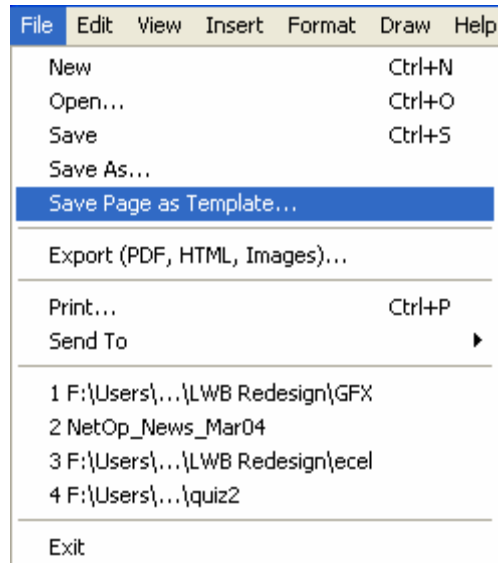 File Edit View Insert Format Draw Help
New Ctrl+N
Open... Ctrl+O
Save Ctrl+S
Save As...
Save Page as Template...
Export (PDF, HTML, Images)...
Print... Ctrl+P
Send To
1 F:\Users\...\LWB Redesign\GFX
2 NetOp_News_Mar04
3 F:\Users\...\LWB Redesign\ecel
4 F:\Users\...\quiz2
Exit